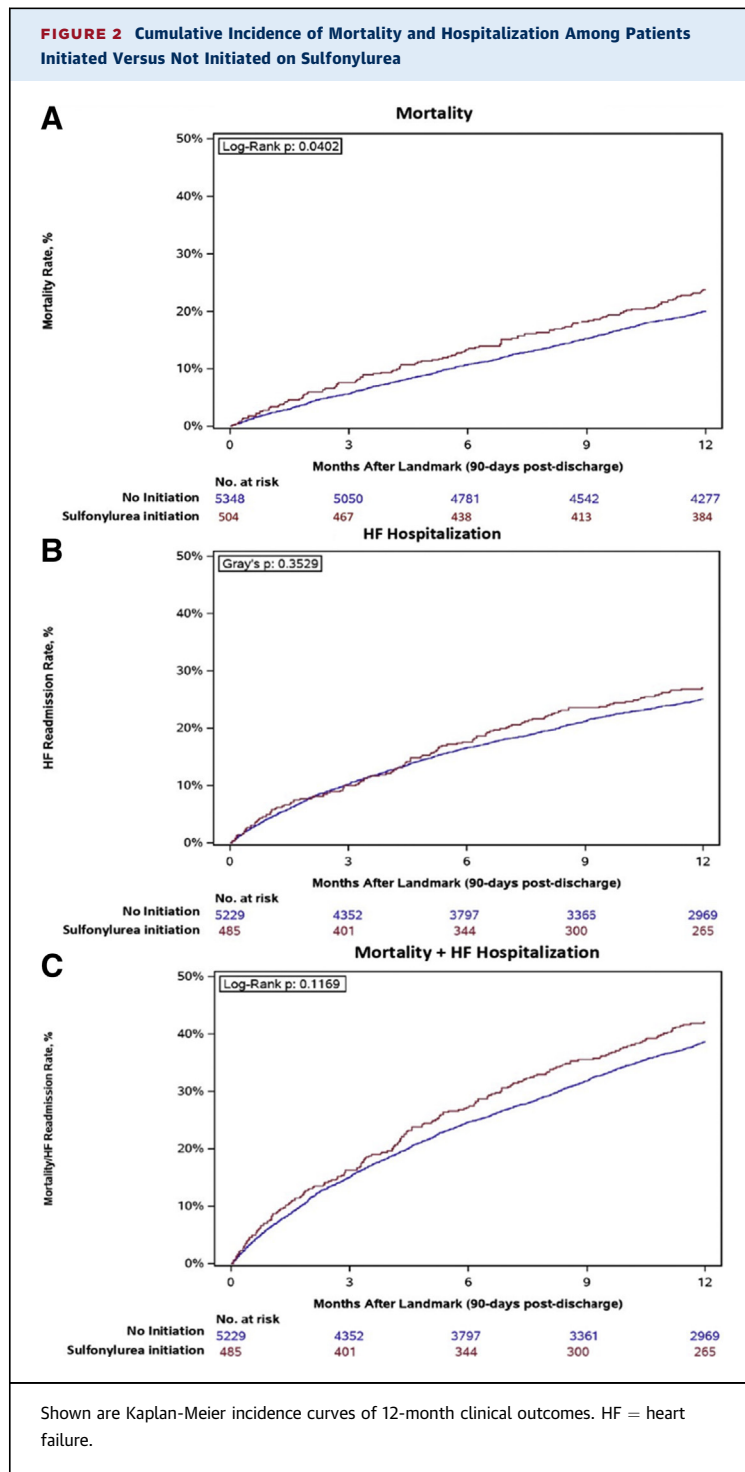 FIGURE 2 Cumulative Incidence of Mortality and Hospitalization Among Patients
Initiated Versus Not Initiated on Sulfonylurea
A
Mortality
Log-Rank p: 0.0402
50%
40%
30%
20%
10%
0%
Mortality Rate, %
0 3 6 9 12
Months After Landmark (90-days post-discharge)
No. at risk
No Initiation 5348 5050 4781 4542 4277
Sulfonylurea initiation 504 467 438 413 384
B
HF Hospitalization
Gray's p: 0.3529
50%
40%
30%
20%
10%
0%
HF Readmission Rate, %
0 3 6 9 12
Months After Landmark (90-days post-discharge)
No. at risk
No Initiation 5229 4352 3797 3365 2969
Sulfonylurea initiation 485 401 344 300 265
C
Mortality + HF Hospitalization
Log-Rank p: 0.1169
50%
40%
30%
20%
10%
0%
Mortality/HF Readmission Rate, %
0 3 6 9 12
Months After Landmark (90-days post-discharge)
No. at risk
No Initiation 5229 4352 3797 3361 2969
Sulfonylurea initiation 485 401 344 300 265
Shown are Kaplan-Meier incidence curves of 12-month clinical outcomes. HF = heart
failure.